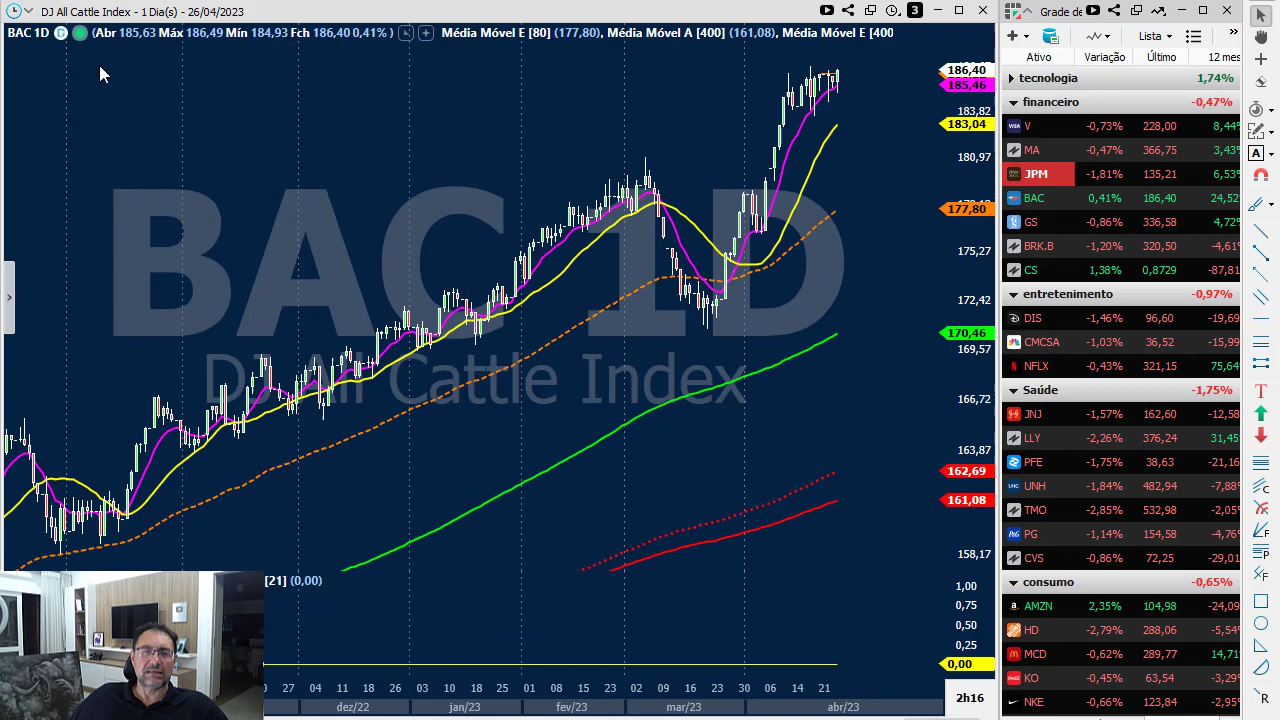 DJ All Cattle Index - 1 Dia(s) - 26/04/2023
3
Grade de
BAC 1D
D
(Abr 185,63 Máx 186,49 Mín 184,93 Fch 186,40 0,41% )
Média Móvel E [80] (177,80), Média Móvel A [400] (161,08), Média Móvel E [400
Lista
Ativo Variação Último 12 mes
tecnologia 1,74%
financeiro -0,47%
V -0,73% 228,00 8,44%
MA -0,47% 366,75 3,43%
JPM -1,81% 135,21 6,53%
BAC 0,41% 186,40 24,52%
GS -0,86% 336,58 4,72%
BRK.B -1,20% 320,50 -4,61%
CS 1,38% 0,8729 -87,81
entretenimento -0,97%
DIS -1,46% 96,60 -19,69
CMCSA -1,03% 36,52 -15,99
NFLX -0,43% 321,15 75,64
Saúde -1,75%
JNJ -1,57% 162,60 -12,58
LLY -2,26% 376,24 31,45
PFE -1,75% 38,63 -21,16
UNH -1,84% 482,94 -7,88%
TMO -2,85% 532,98 -2,05%
PG -1,14% 154,58 -4,76%
CVS -0,86% 72,25 -29,01
consumo -0,65%
AMZN 2,35% 104,98 -24,09
HD -2,79% 288,06 -5,54%
MCD -0,62% 289,77 14,71
KO -0,45% 63,54 -3,29%
NKE -0,66% 123,84 -2,95%
186,40
185,46
183,82
183,04
180,97
177,80
175,27
172,42
170,46
169,57
166,72
163,87
162,69
161,08
158,17
BAC 1D
DJ All Cattle Index
[21] (0,00)
1,00
0,75
0,50
0,25
0,00
27 04 11 18 26 03 10 18 25 01 08 15 23 02 09 16 23 30 06 14 21
dez/22 jan/23 fev/23 mar/23 abr/23
2h16
A
T
C
F
P
F
R